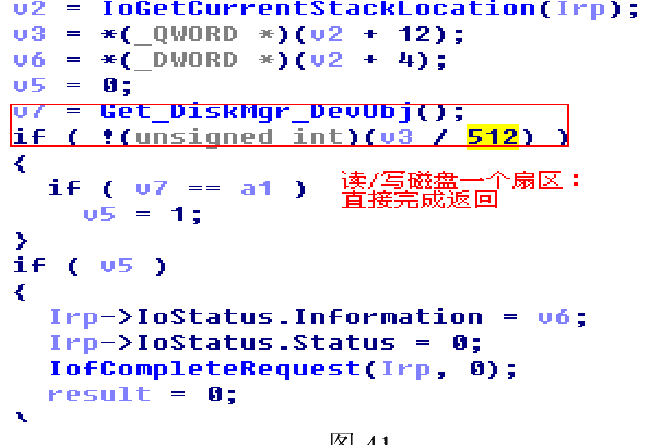 v2 = IoGetCurrentStackLocation(Irp);
v3 = *(_QWORD *)(v2 + 12);
v6 = *(_DWORD *)(v2 + 4);
v5 = 0;
v7 = Get_DiskMgr_DevObj();
if ( !(unsigned int)(v3 / 512) )
{
if ( v7 == a1 )
v5 = 1;
读/写磁盘一个扇区：
直接完成返回
}
if ( v5 )
{
Irp->IoStatus.Information = v6;
Irp->IoStatus.Status = 0;
IofCompleteRequest(Irp, 0);
result = 0;
图 41